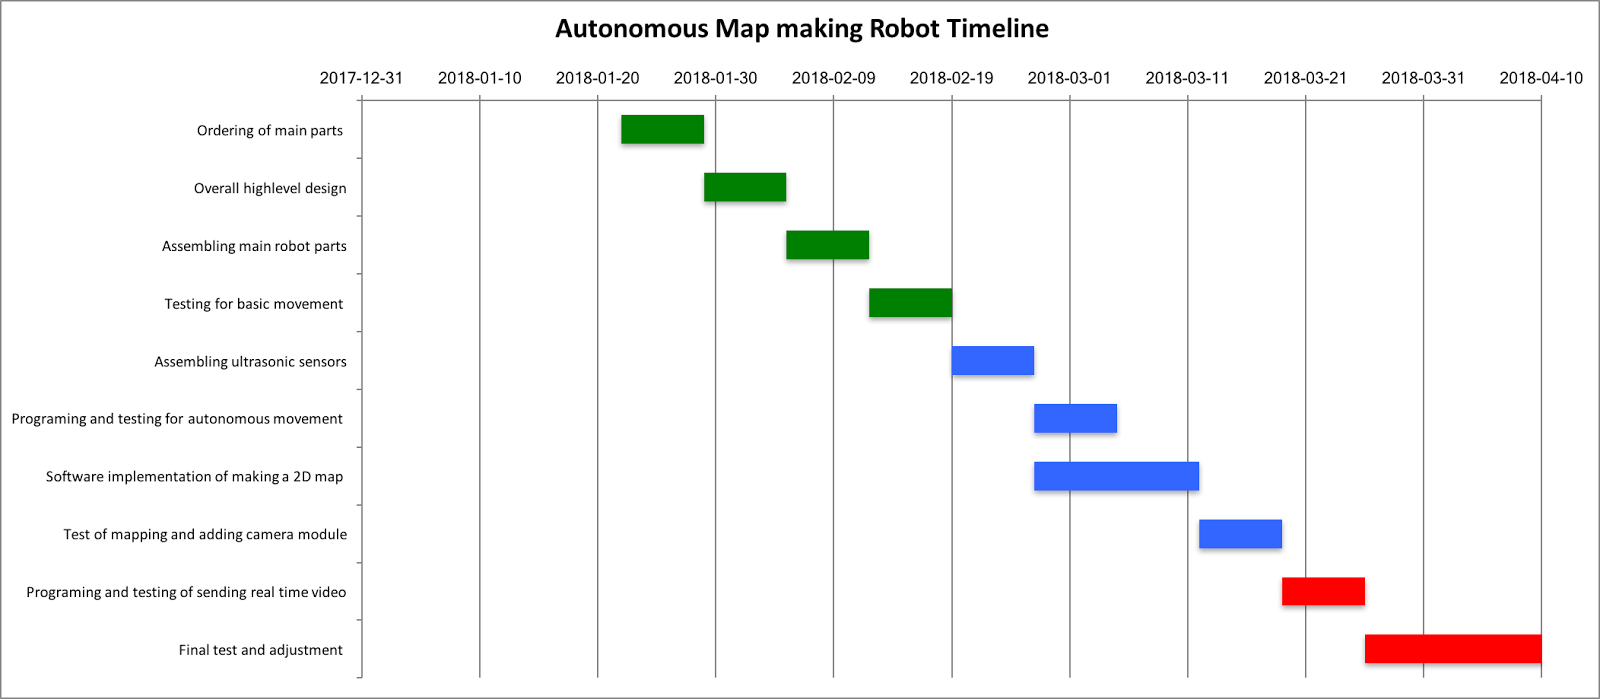 Autonomous Map making Robot Timeline
2017-12-31 2018-01-10 2018-01-20 2018-01-30 2018-02-09 2018-02-19 2018-03-01 2018-03-11 2018-03-21 2018-03-31 2018-04-10
Ordering of main parts
Overall highlevel design
Assembling main robot parts
Testing for basic movement
Assembling ultrasonic sensors
Programing and testing for autonomous movement
Software implementation of making a 2D map
Test of mapping and adding camera module
Programing and testing of sending real time video
Final test and adjustment